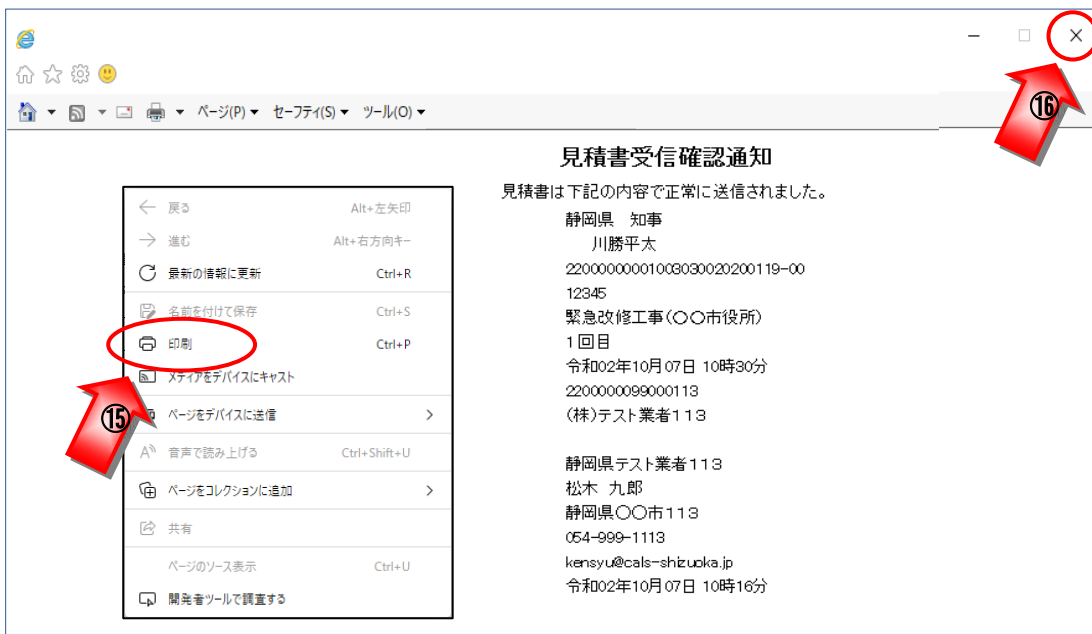 ⑯
ページ(P) セーフティ(S) ツール(O)
見積書受信確認通知
見積書は下記の内容で正常に送信されました。
静岡県　知事
川勝平太
22000000001003030020200119-00
12345
緊急改修工事(○○市役所)
1回目
令和02年10月07日 10時30分
2200000099000113
(株)テスト業者113
静岡県テスト業者113
松木 九郎
静岡県○○市113
054-999-1113
kensyu@cals-shizuoka.jp
令和02年10月07日 10時16分
戻る Alt+左矢印
進む Alt+右方向キー
最新の情報に更新 Ctrl+R
名前を付けて保存 Ctrl+S
印刷 Ctrl+P
メディアをデバイスにキャスト
⑮
ページをデバイスに送信
音声で読み上げる Ctrl+Shift+U
ページをコレクションに追加
共有
ページのソース表示 Ctrl+U
開発者ツールで調査する